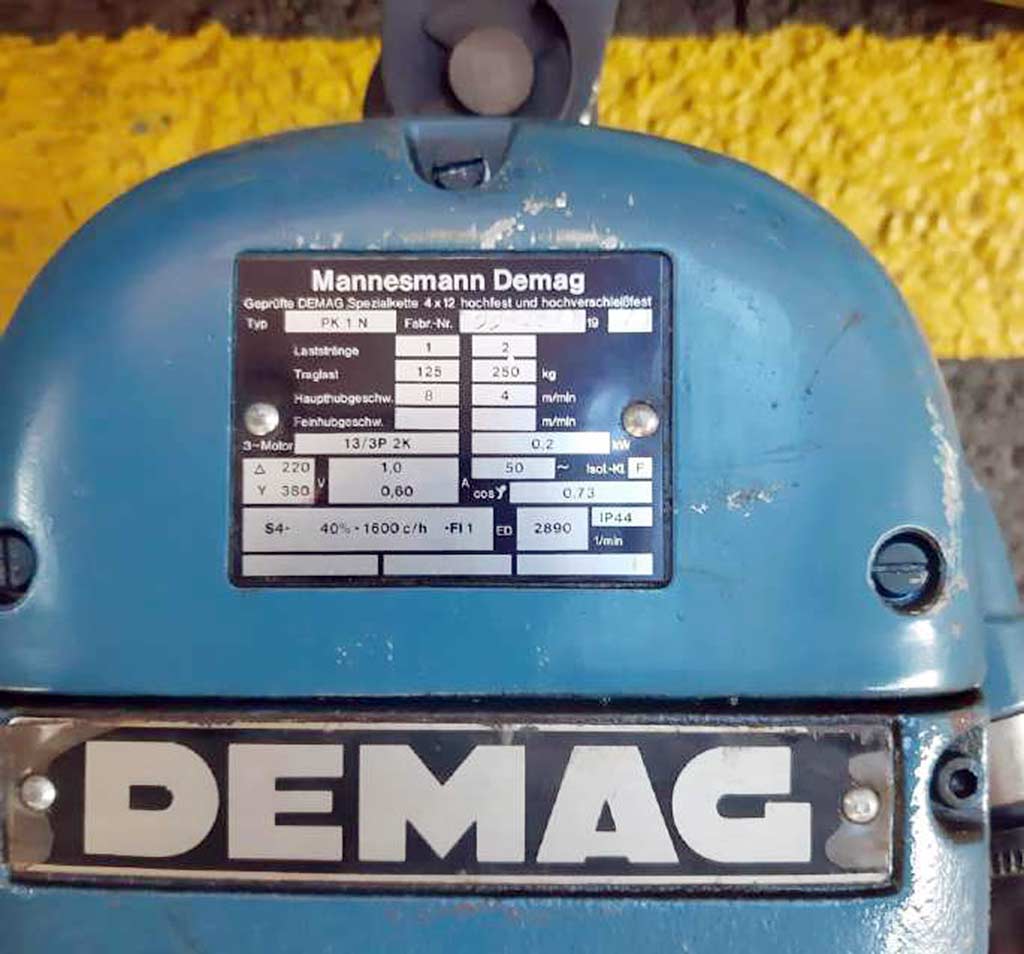 Mannesmann Demag
Geprüfte DEMAG Spezialkette 4 x 12 hochfest und hochverschleißfest
Typ PK 1 N Fabr.-Nr. 19
Laststränge 1 2
Traglast 125 250 kg
Haupthubgeschw. 8 4 m/min
Feinhubgeschw. m/min
3~Motor 13/3P 2K 0,2 kW
△ 220 V 1,0 A 50 ~ Isol.-Kl. F
Y 380 0,60 cos φ 0,73
S4- 40% - 1600 c/h -FI 1 ED 2890 IP44
1/min
DEMAG